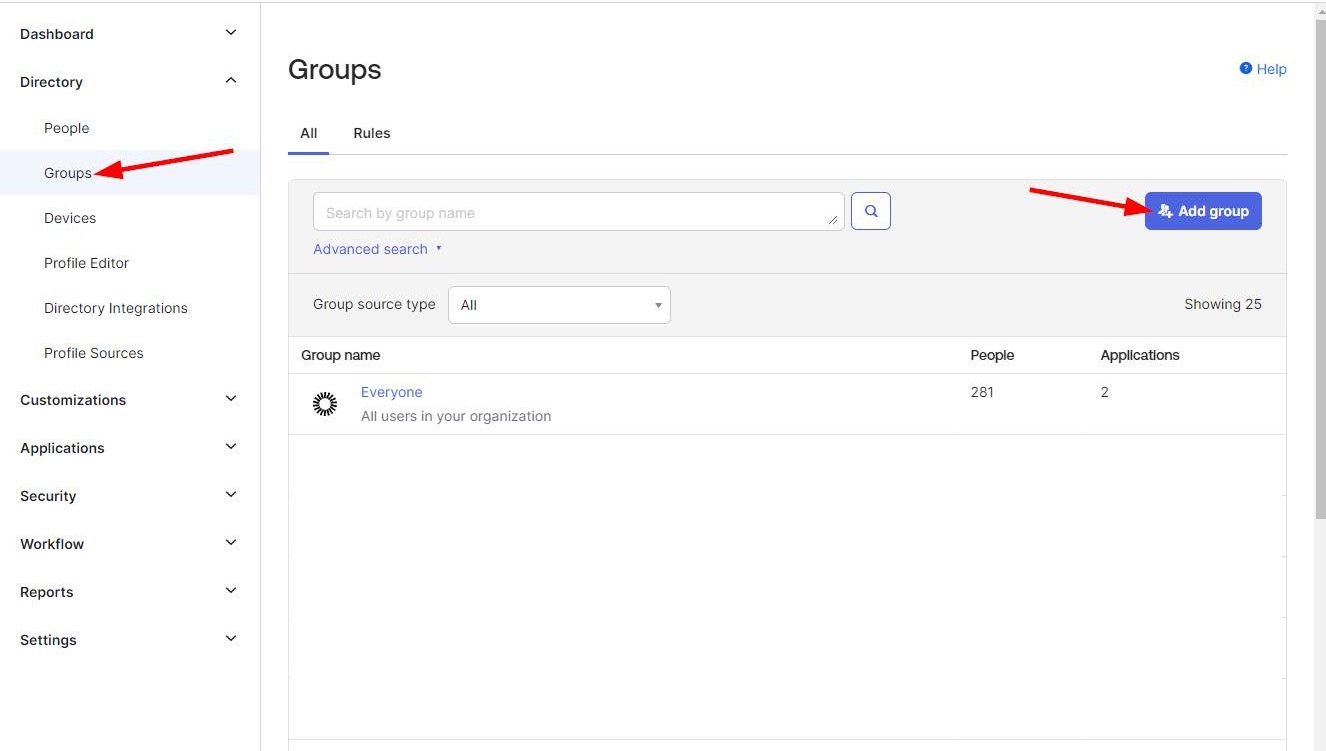 Dashboard
Directory
People
Groups
Devices
Profile Editor
Directory Integrations
Profile Sources
Customizations
Applications
Security
Workflow
Reports
Settings
Groups
? Help
All
Rules
Search by group name
Add group
Advanced search
Group source type
All
Showing 25
Group name
People
Applications
Everyone
281
2
All users in your organization